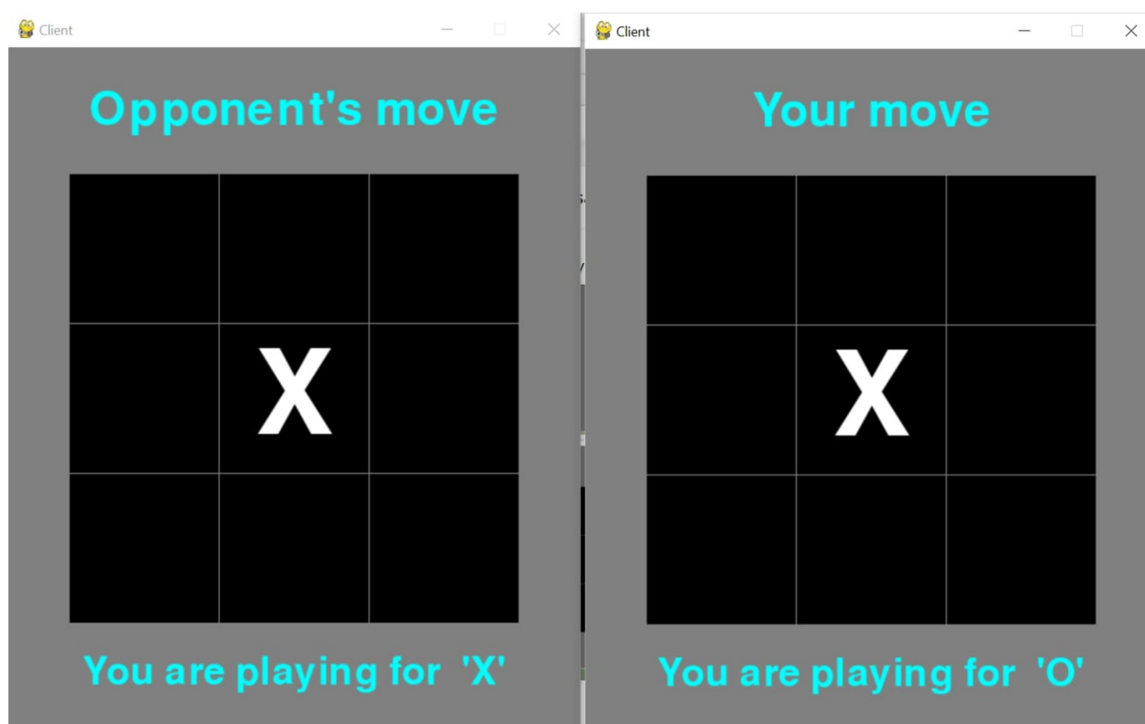 Client
Opponent's move
X
You are playing for 'X'
Client
Your move
X
You are playing for 'O'